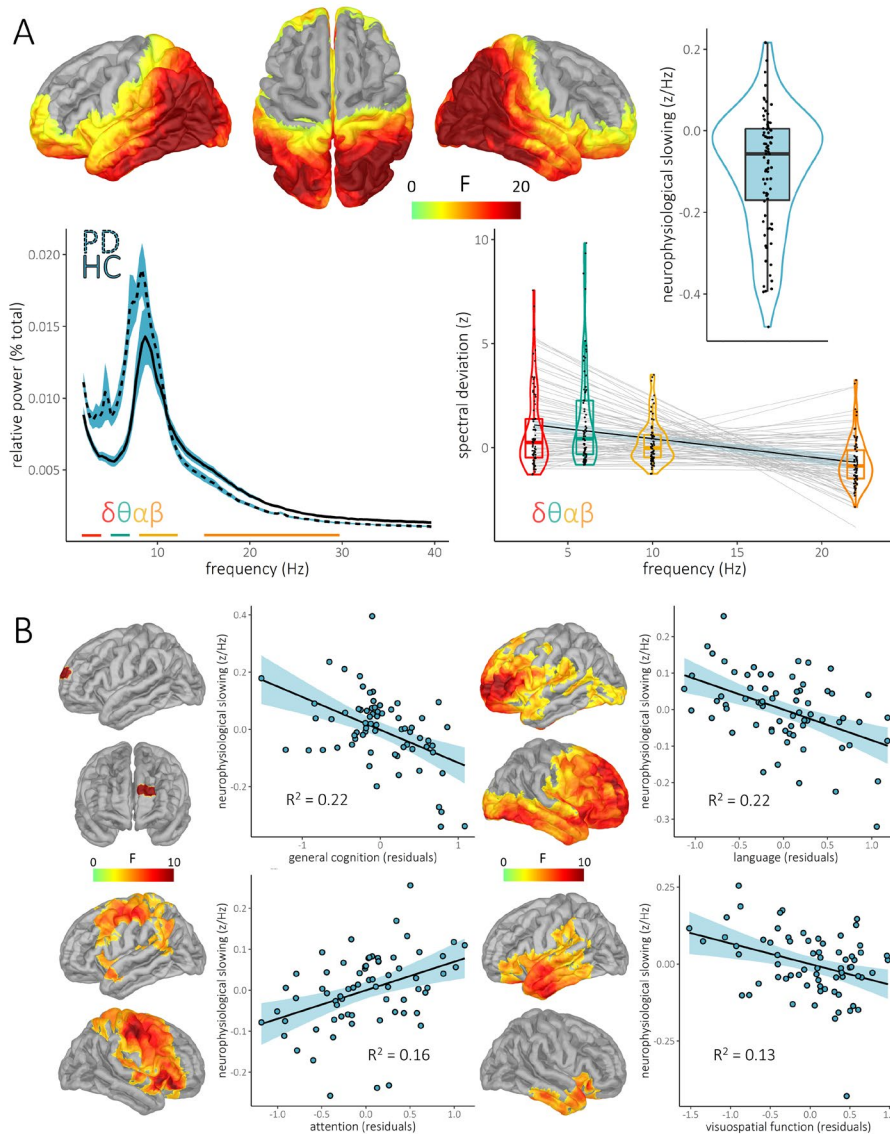 A
0 F 20
neurophysiological slowing (z/Hz)
0.2
0.0
-0.2
-0.4
PD
HC
relative power (% total)
0.020
0.015
0.010
0.005
δθαβ
10 20 30 40
frequency (Hz)
spectral deviation (z)
10
5
0
δθαβ
5 10 15 20
frequency (Hz)
B
0 F 10
neurophysiological slowing (z/Hz)
0.4
0.2
0.0
-0.2
R² = 0.22
-1 0 1
general cognition (residuals)
0 F 10
neurophysiological slowing (z/Hz)
0.2
0.1
0.0
-0.1
-0.2
-0.3
R² = 0.22
-1.0 -0.5 0.0 0.5 1.0
language (residuals)
neurophysiological slowing (z/Hz)
0.2
0.1
0.0
-0.1
-0.2
R² = 0.16
-1.0 -0.5 0.0 0.5 1.0
attention (residuals)
neurophysiological slowing (z/Hz)
0.25
0.00
-0.25
R² = 0.13
-1.5 -1.0 -0.5 0.0 0.5 1.0
visuospatial function (residuals)